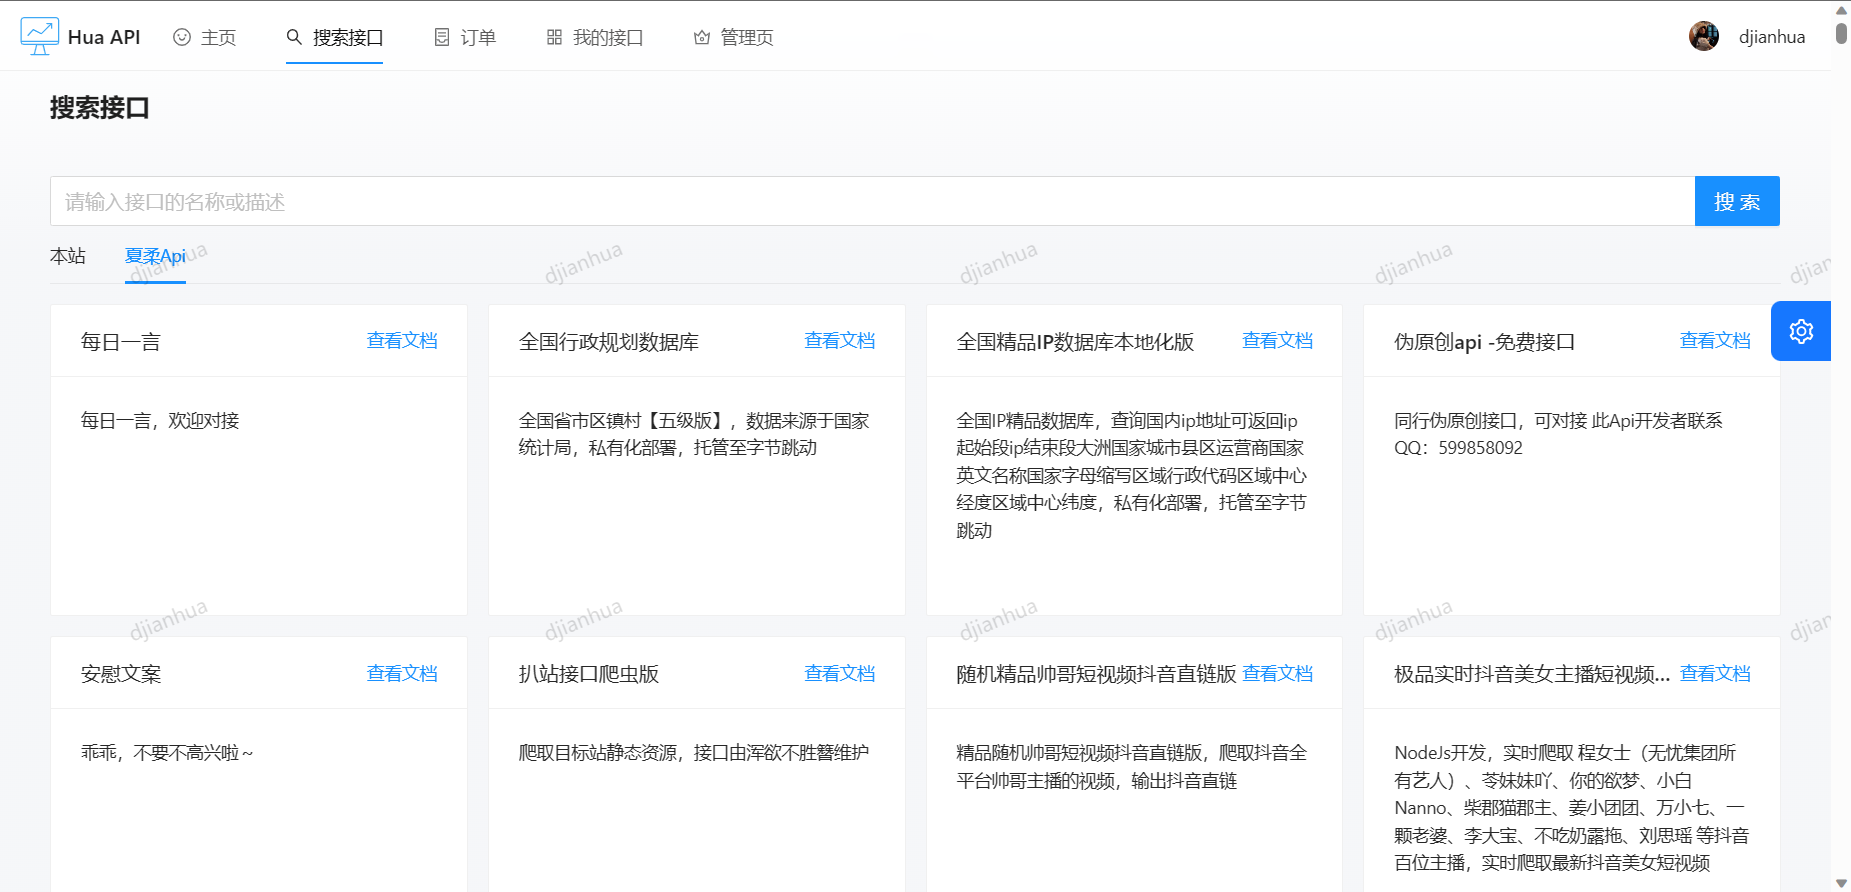 Hua API
主页
搜索接口
订单
我的接口
管理页
djianhua
搜索接口
请输入接口的名称或描述
搜索
本站
夏柔Api
djianhua
djianhua
djianhua
djianhua
djian
每日一言
查看文档
每日一言，欢迎对接
全国行政规划数据库
查看文档
全国省市区镇村【五级版】，数据来源于国家
统计局，私有化部署，托管至字节跳动
全国精品IP数据库本地化版
查看文档
全国IP精品数据库，查询国内ip地址可返回ip
起始段ip结束段大洲国家城市县区运营商国家
英文名称国家字母缩写区域行政代码区域中心
经度区域中心纬度，私有化部署，托管至字节
跳动
伪原创api -免费接口
查看文档
同行伪原创接口，可对接 此Api开发者联系
QQ：599858092
djianhua
djianhua
djianhua
djianhua
djian
安慰文案
查看文档
乖乖，不要不高兴啦～
扒站接口爬虫版
查看文档
爬取目标站静态资源，接口由浑欲不胜簪维护
随机精品帅哥短视频抖音直链版
查看文档
精品随机帅哥短视频抖音直链版，爬取抖音全
平台帅哥主播的视频，输出抖音直链
极品实时抖音美女主播短视频...
查看文档
NodeJs开发，实时爬取 程女士（无忧集团所
有艺人）、苓妹妹吖、你的欲梦、小白
Nanno、柴郡猫郡主、姜小团团、万小七、一
颗老婆、李大宝、不吃奶露拖、刘思瑶 等抖音
百位主播，实时爬取最新抖音美女短视频